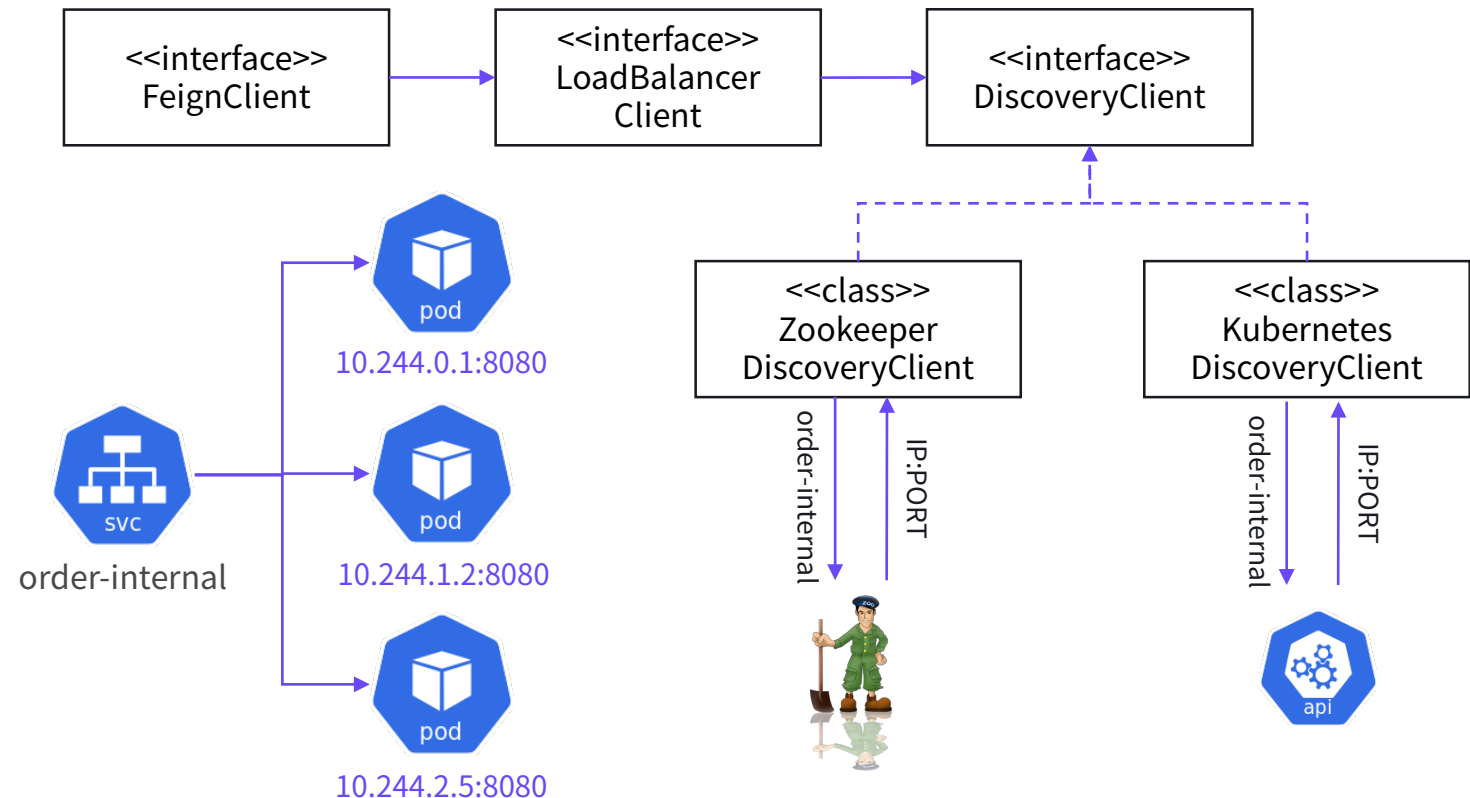 <<interface>>
FeignClient
<<interface>>
LoadBalancer
Client
<<interface>>
DiscoveryClient
pod
10.244.0.1:8080
svc
order-internal
pod
10.244.1.2:8080
pod
10.244.2.5:8080
<<class>>
Zookeeper
DiscoveryClient
order-internal
IP:PORT
<<class>>
Kubernetes
DiscoveryClient
order-internal
IP:PORT
api